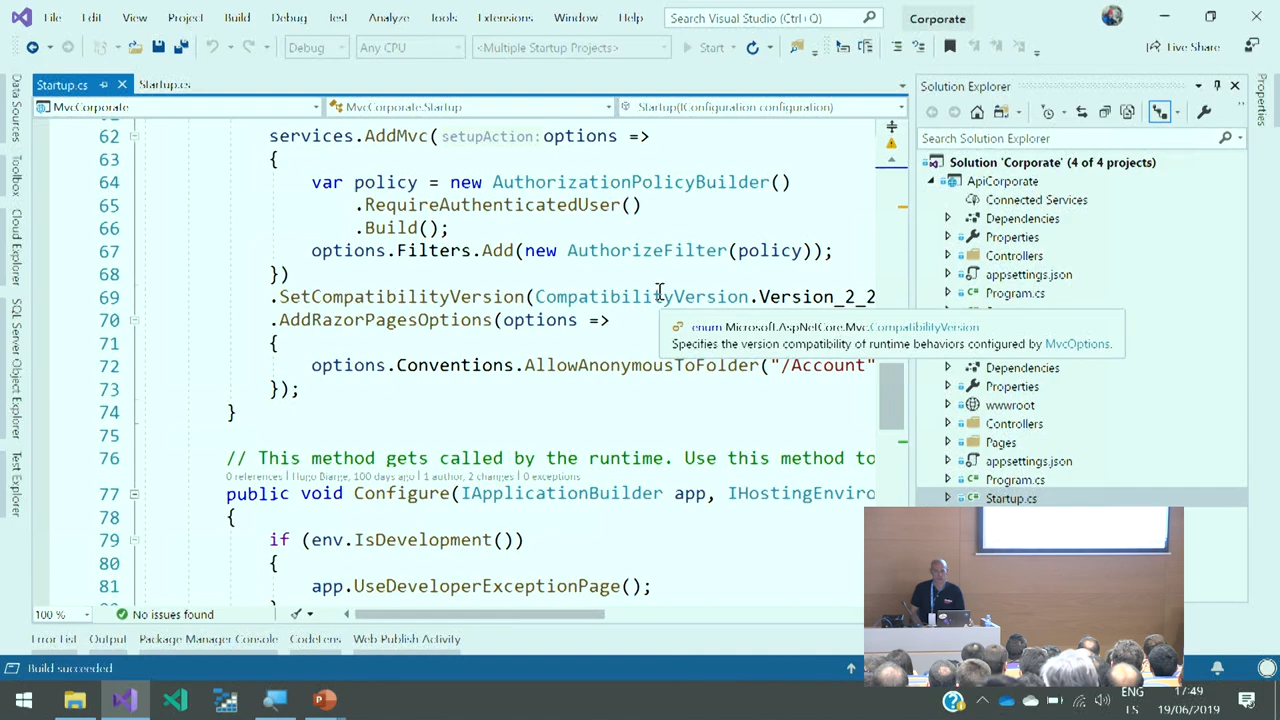 File Edit View Project Build Debug Test Analyze Tools Extensions Window Help Search Visual Studio (Ctrl+Q) Corporate
Debug Any CPU <Multiple Startup Projects> Start Live Share
Startup.cs Startup.cs
MvcCorporate MvcCorporate.Startup Startup(IConfiguration configuration)
62 services.AddMvc(setupAction: options =>
63 {
64 var policy = new AuthorizationPolicyBuilder()
65 .RequireAuthenticatedUser()
66 .Build();
67 options.Filters.Add(new AuthorizeFilter(policy));
68 })
69 .SetCompatibilityVersion(CompatibilityVersion.Version_2_2
70 .AddRazorPagesOptions(options =>
71 {
72 options.Conventions.AllowAnonymousToFolder("/Account"
73 });
74 }
75
76 // This method gets called by the runtime. Use this method to
0 references | Hugo Biarge, 100 days ago | 1 author, 2 changes | 0 exceptions
77 public void Configure(IApplicationBuilder app, IHostingEnviro
78 {
79 if (env.IsDevelopment())
80 {
81 app.UseDeveloperExceptionPage();
enum Microsoft.AspNetCore.Mvc.CompatibilityVersion
Specifies the version compatibility of runtime behaviors configured by MvcOptions.
100 % No issues found
Error List Output Package Manager Console CodeLens Web Publish Activity
Build succeeded
Data Sources
Toolbox
Cloud Explorer
SQL Server Object Explorer
Test Explorer
Solution Explorer
Search Solution Explorer
Solution 'Corporate' (4 of 4 projects)
ApiCorporate
Connected Services
Dependencies
Properties
Controllers
appsettings.json
Program.cs
Dependencies
Properties
wwwroot
Controllers
Pages
appsettings.json
Program.cs
Startup.cs
Properties
ENG
ES
17:49
19/06/2019